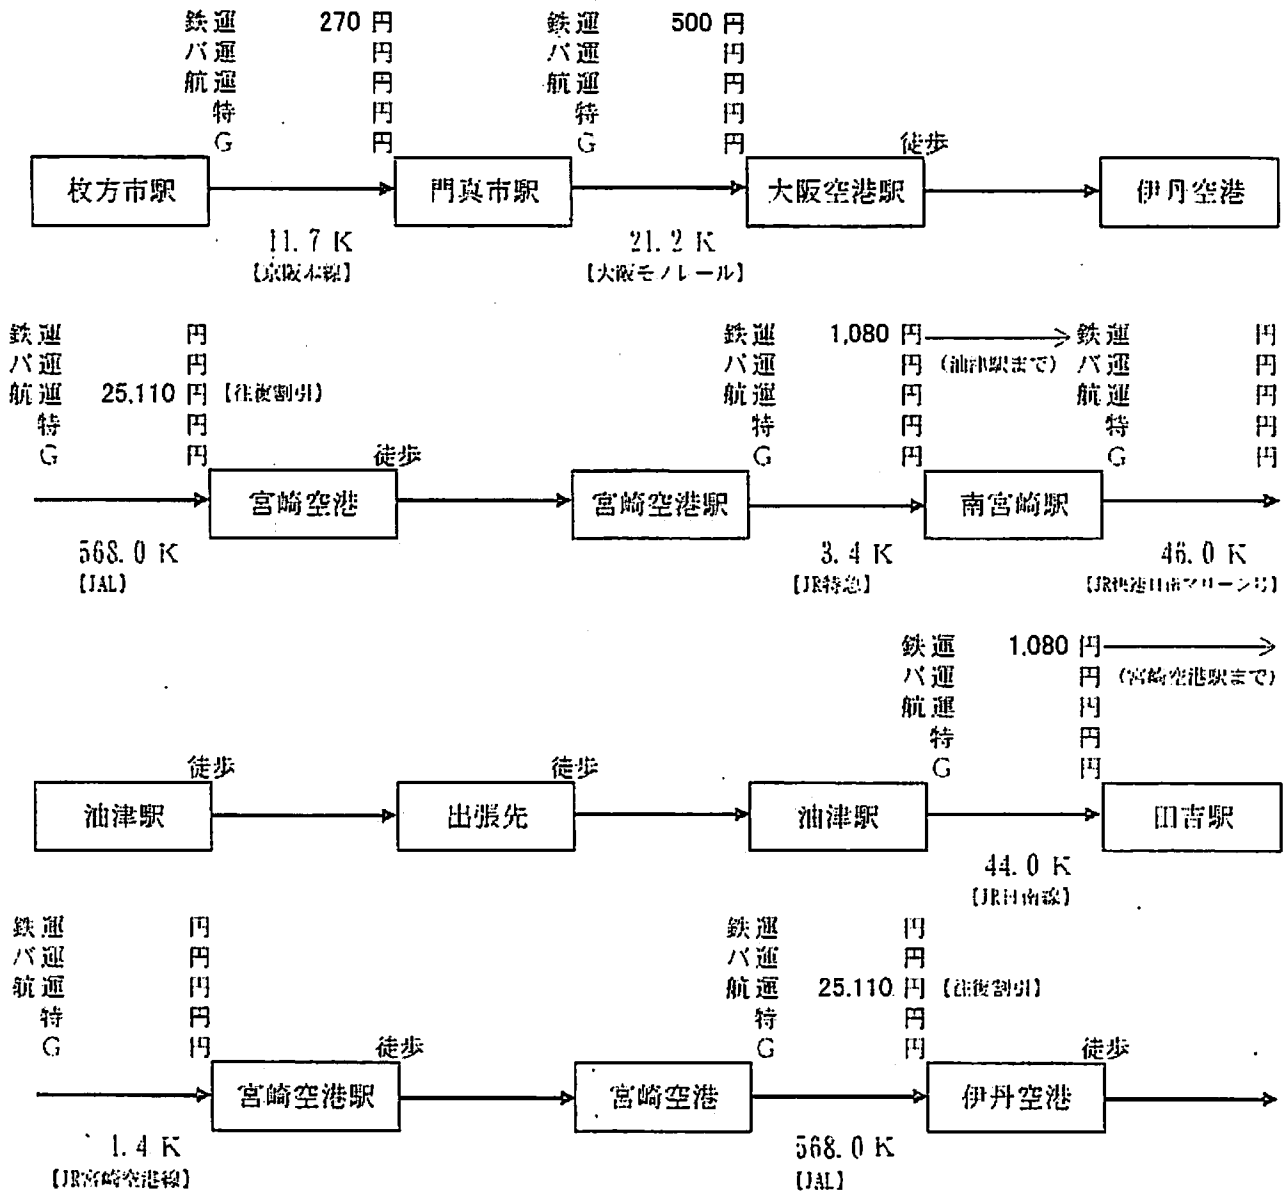 鉄運 270 円 鉄運 500 円
バ運 円 バ運 円
航運 円 航運 円
特 円 特 円
G 円 G 円 徒歩
枚方市駅 門真市駅 大阪空港駅 伊丹空港
11.7 K 21.2 K
【京阪本線】 【大阪モノレール】
鉄運 円 鉄運 1,080 円 鉄運 円
バ運 円 バ運 円 (油津駅まで) バ運 円
航運 25,110 円 【往復割引】 航運 円 航運 円
特 円 特 円 特 円
G 円 徒歩 G 円 G 円
宮崎空港 宮崎空港駅 南宮崎駅
568.0 K 3.4 K 46.0 K
【JAL】 【JR特急】 【JR快速日南マリーン号】
鉄運 1,080 円
バ運 円 (宮崎空港駅まで)
航運 円
特 円
徒歩 徒歩 G 円
油津駅 出張先 油津駅 田吉駅
44.0 K
【JR日南線】
鉄運 円 鉄運 円
バ運 円 バ運 円
航運 円 航運 25,110 円 【往復割引】
特 円 特 円
G 円 徒歩 G 円 徒歩
宮崎空港駅 宮崎空港 伊丹空港
1.4 K 568.0 K
【JR宮崎空港線】 【JAL】